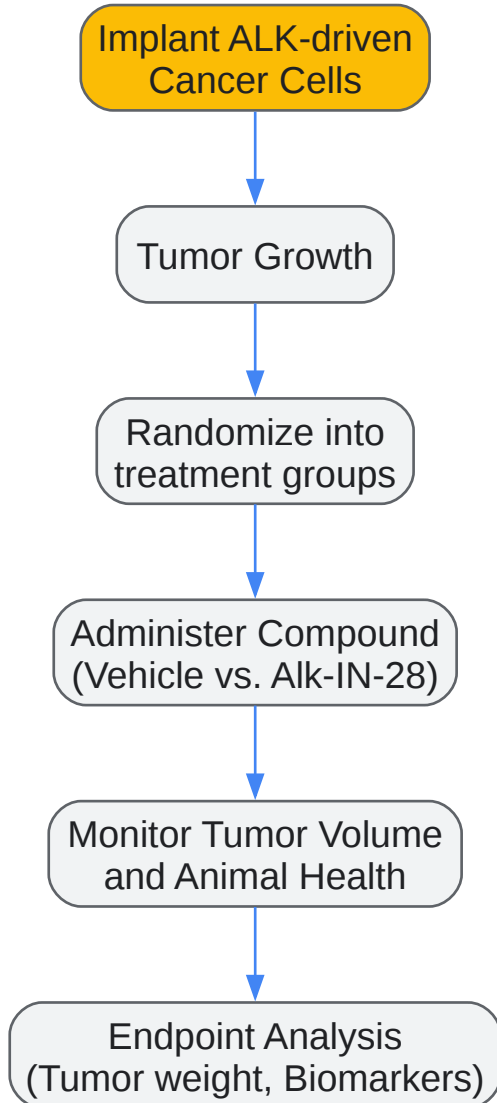 Implant ALK-driven
Cancer Cells
Tumor Growth
Randomize into
treatment groups
Administer Compound
(Vehicle vs. Alk-IN-28)
Monitor Tumor Volume
and Animal Health
Endpoint Analysis
(Tumor weight, Biomarkers)